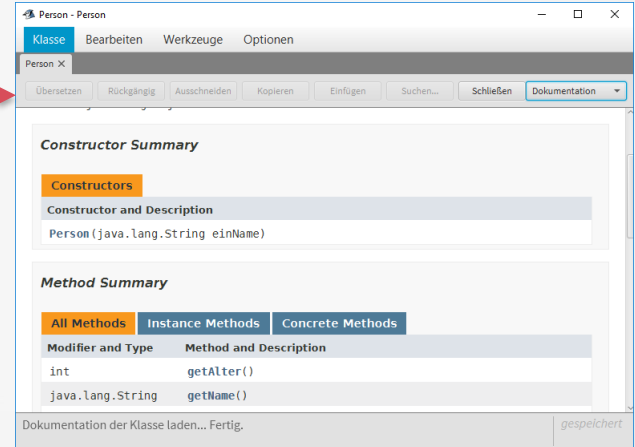 Person - Person
Klasse Bearbeiten Werkzeuge Optionen
Person
Übersetzen Rückgängig Ausschneiden Kopieren Einfügen Suchen... Schließen Dokumentation
Constructor Summary
Constructors
Constructor and Description
Person(java.lang.String einName)
Method Summary
All Methods Instance Methods Concrete Methods
Modifier and Type Method and Description
int getAlter()
java.lang.String getName()
Dokumentation der Klasse laden... Fertig. gespeichert